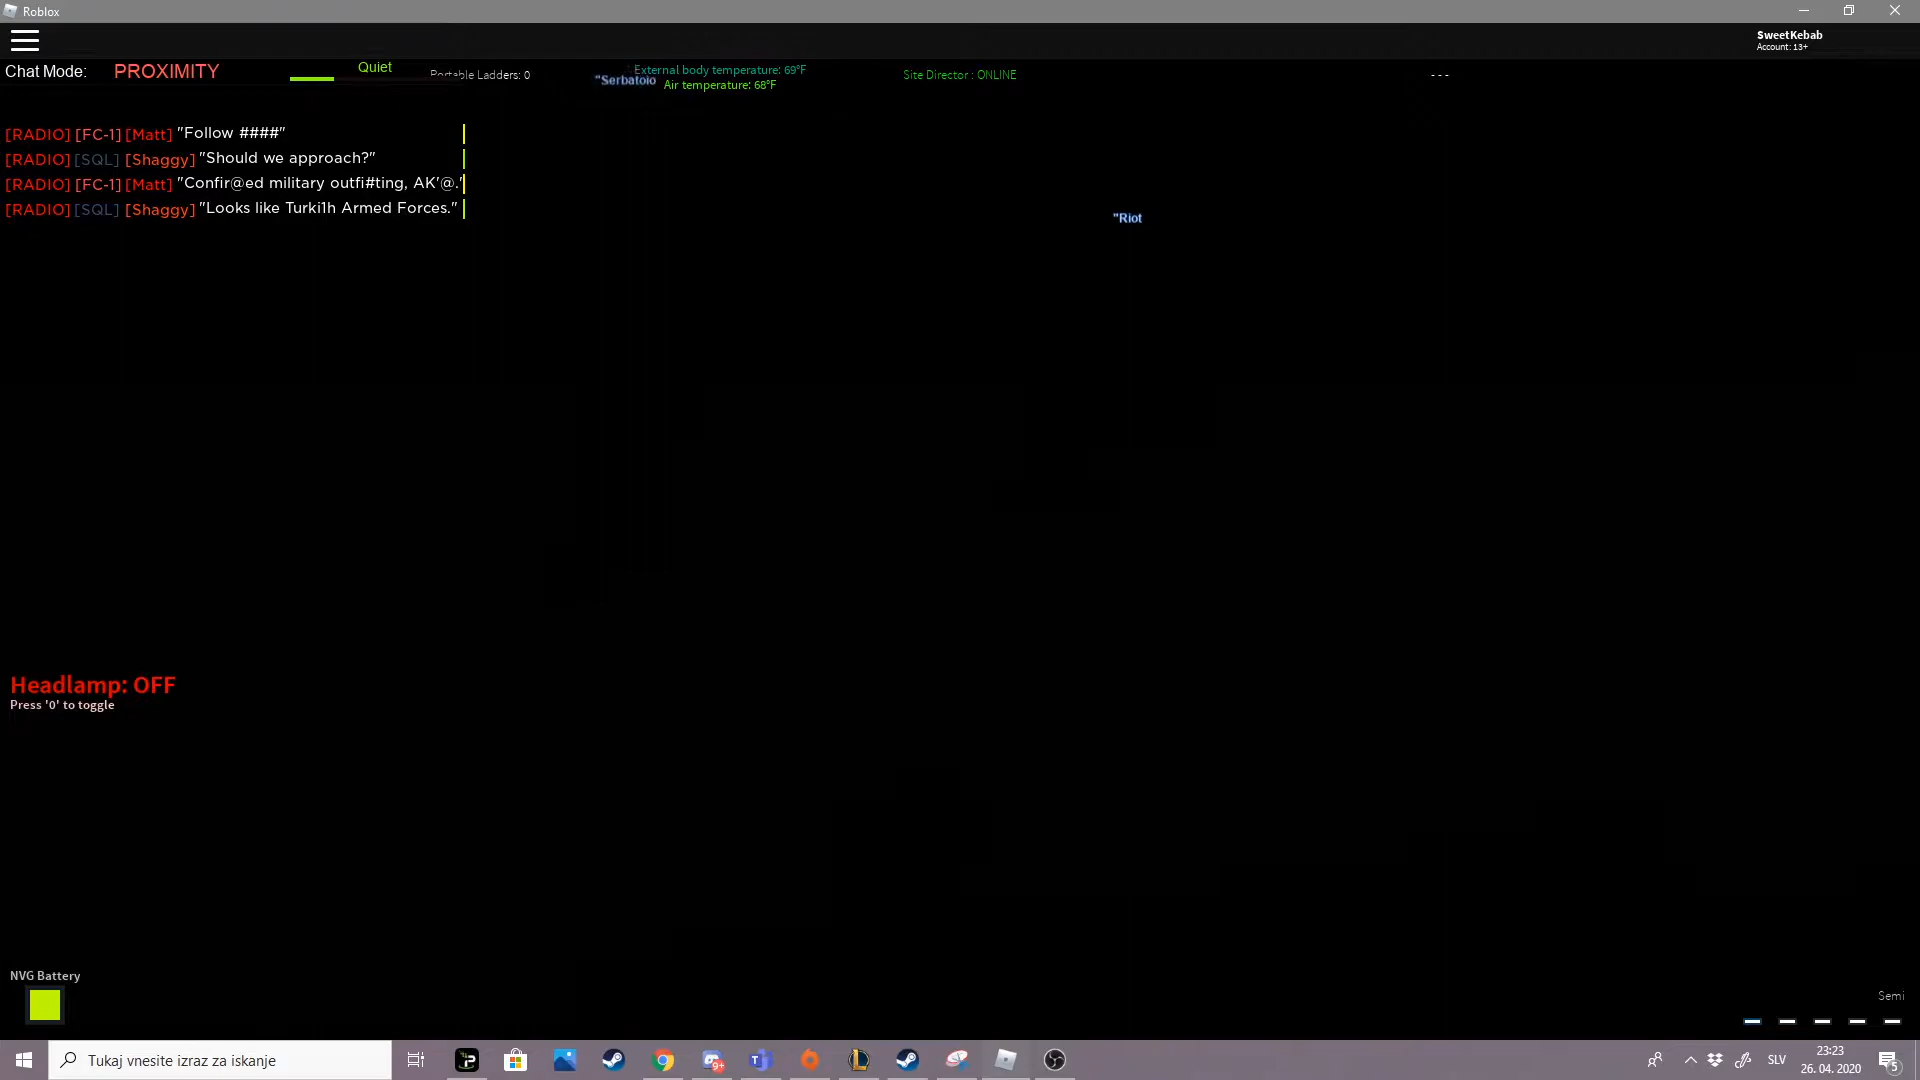 Roblox
SweetKebab
Account: 13+
Chat Mode: PROXIMITY
Quiet
Portable Ladders: 0
"Serbatoio
External body temperature: 69°F
Air temperature: 68°F
Site Director : ONLINE
---
[RADIO] [FC-1] [Matt] "Follow ####"
[RADIO] [SQL] [Shaggy] "Should we approach?"
[RADIO] [FC-1] [Matt] "Confir@ed military outfi#ting, AK'@."
[RADIO] [SQL] [Shaggy] "Looks like Turki1h Armed Forces."
"Riot
Headlamp: OFF
Press '0' to toggle
NVG Battery
Semi
Tukaj vnesite izraz za iskanje
9+
SLV
23:23
26. 04. 2020
5